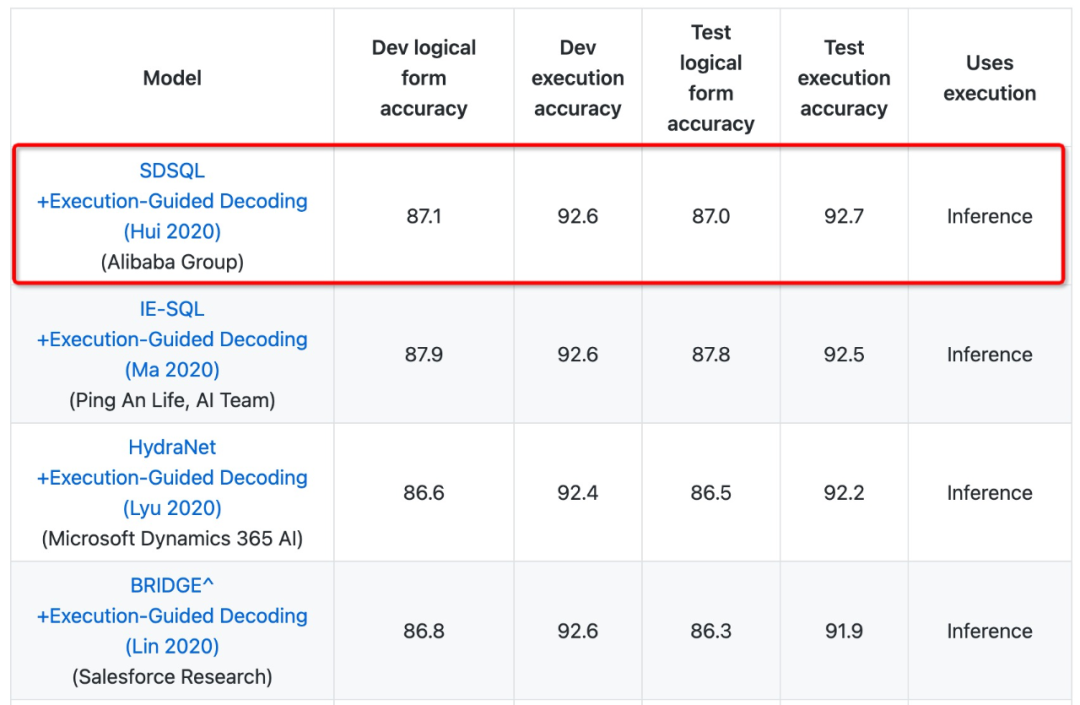 Model
Dev logical
form
accuracy
Dev
execution
accuracy
Test
logical
form
accuracy
Test
execution
accuracy
Uses
execution
SDSQL
+Execution-Guided Decoding
(Hui 2020)
(Alibaba Group)
87.1
92.6
87.0
92.7
Inference
IE-SQL
+Execution-Guided Decoding
(Ma 2020)
(Ping An Life, AI Team)
87.9
92.6
87.8
92.5
Inference
HydraNet
+Execution-Guided Decoding
(Lyu 2020)
(Microsoft Dynamics 365 AI)
86.6
92.4
86.5
92.2
Inference
BRIDGE^
+Execution-Guided Decoding
(Lin 2020)
(Salesforce Research)
86.8
92.6
86.3
91.9
Inference